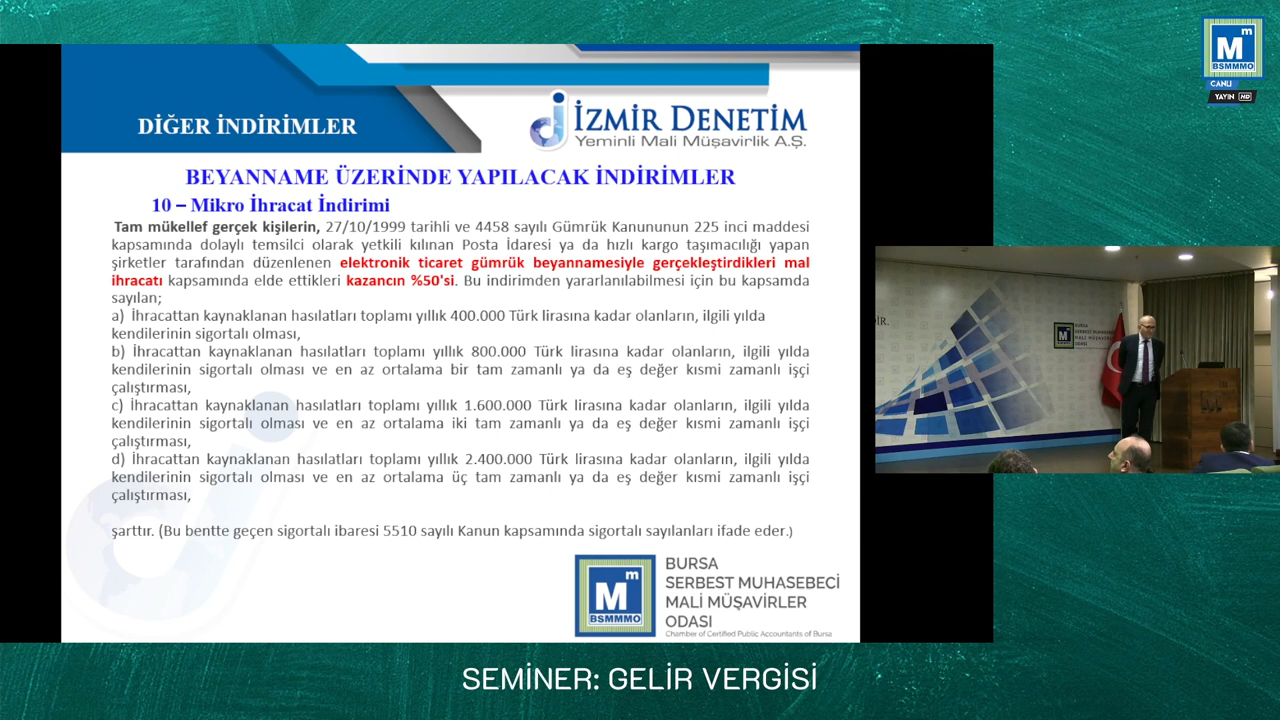 M m
BSMMMO
CANLI
YAYIN HD
DİĞER İNDİRİMLER
İZMİR DENETİM
Yeminli Mali Müşavirlik A.Ş.
BEYANNAME ÜZERİNDE YAPILACAK İNDİRİMLER
10 – Mikro İhracat İndirimi
Tam mükellef gerçek kişilerin, 27/10/1999 tarihli ve 4458 sayılı Gümrük Kanununun 225 inci maddesi
kapsamında dolaylı temsilci olarak yetkili kılınan Posta İdaresi ya da hızlı kargo taşımacılığı yapan
şirketler tarafından düzenlenen elektronik ticaret gümrük beyannamesiyle gerçekleştirdikleri mal
ihracatı kapsamında elde ettikleri kazancın %50'si. Bu indirimden yararlanılabilmesi için bu kapsamda
sayılan;
a) İhracattan kaynaklanan hasılatları toplamı yıllık 400.000 Türk lirasına kadar olanların, ilgili yılda
kendilerinin sigortalı olması,
b) İhracattan kaynaklanan hasılatları toplamı yıllık 800.000 Türk lirasına kadar olanların, ilgili yılda
kendilerinin sigortalı olması ve en az ortalama bir tam zamanlı ya da eş değer kısmi zamanlı işçi
çalıştırması,
c) İhracattan kaynaklanan hasılatları toplamı yıllık 1.600.000 Türk lirasına kadar olanların, ilgili yılda
kendilerinin sigortalı olması ve en az ortalama iki tam zamanlı ya da eş değer kısmi zamanlı işçi
çalıştırması,
d) İhracattan kaynaklanan hasılatları toplamı yıllık 2.400.000 Türk lirasına kadar olanların, ilgili yılda
kendilerinin sigortalı olması ve en az ortalama üç tam zamanlı ya da eş değer kısmi zamanlı işçi
çalıştırması,
şarttır. (Bu bentte geçen sigortalı ibaresi 5510 sayılı Kanun kapsamında sigortalı sayılanları ifade eder.)
M m
BSMMMO
BURSA
SERBEST MUHASEBECİ
MALİ MÜŞAVİRLER
ODASI
Chamber of Certified Public Accountants of Bursa
DİR.
BURSA
SERBEST MUHASEBECİ
MALİ MÜŞAVİRLER
ODASI
SEMİNER: GELİR VERGİSİ